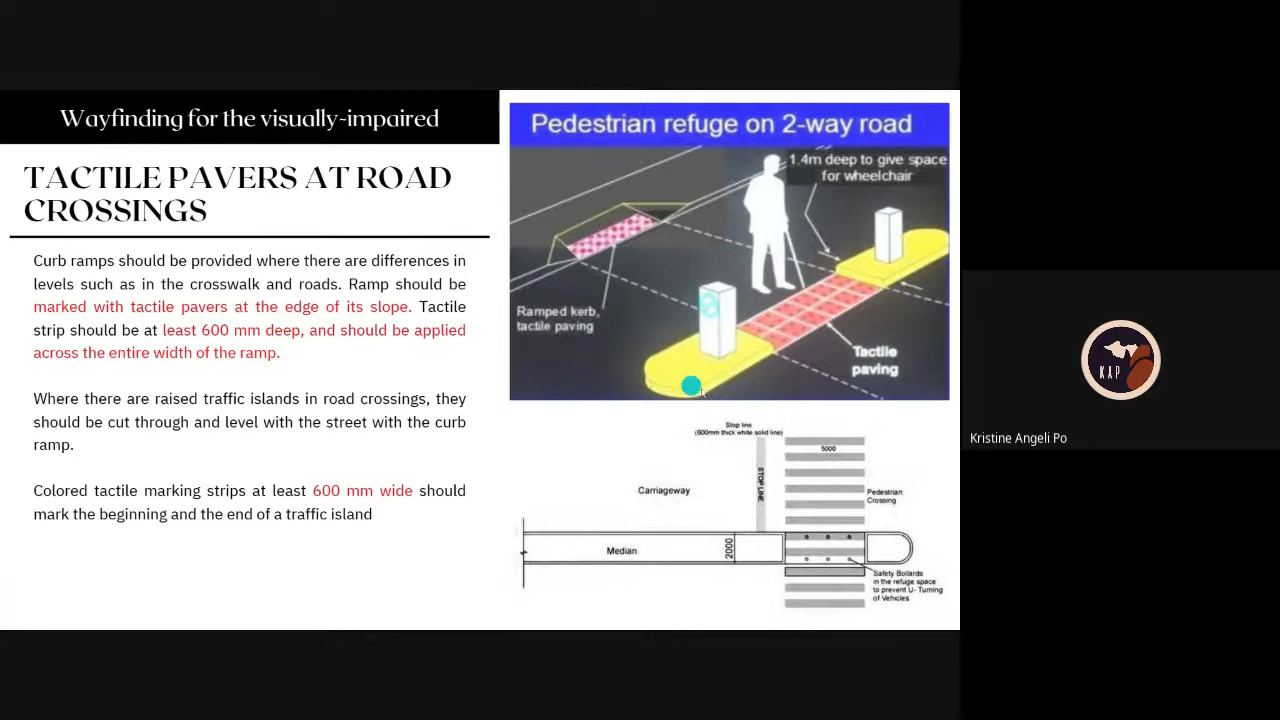 Wayfinding for the visually-impaired
TACTILE PAVERS AT ROAD
CROSSINGS
Curb ramps should be provided where there are differences in
levels such as in the crosswalk and roads. Ramp should be
marked with tactile pavers at the edge of its slope. Tactile
strip should be at least 600 mm deep, and should be applied
across the entire width of the ramp.
Where there are raised traffic islands in road crossings, they
should be cut through and level with the street with the curb
ramp.
Colored tactile marking strips at least 600 mm wide should
mark the beginning and the end of a traffic island
Pedestrian refuge on 2-way road
1.4m deep to give space
for wheelchair
Ramped kerb,
tactile paving
Tactile
paving
Stop line
(600mm thick white solid line)
5000
STOP LINE
Carriageway
Pedestrian
Crossing
Median
2000
Safety Bollards
in the refuge space
to prevent U- Turning
of Vehicles
KAP
Kristine Angeli Po